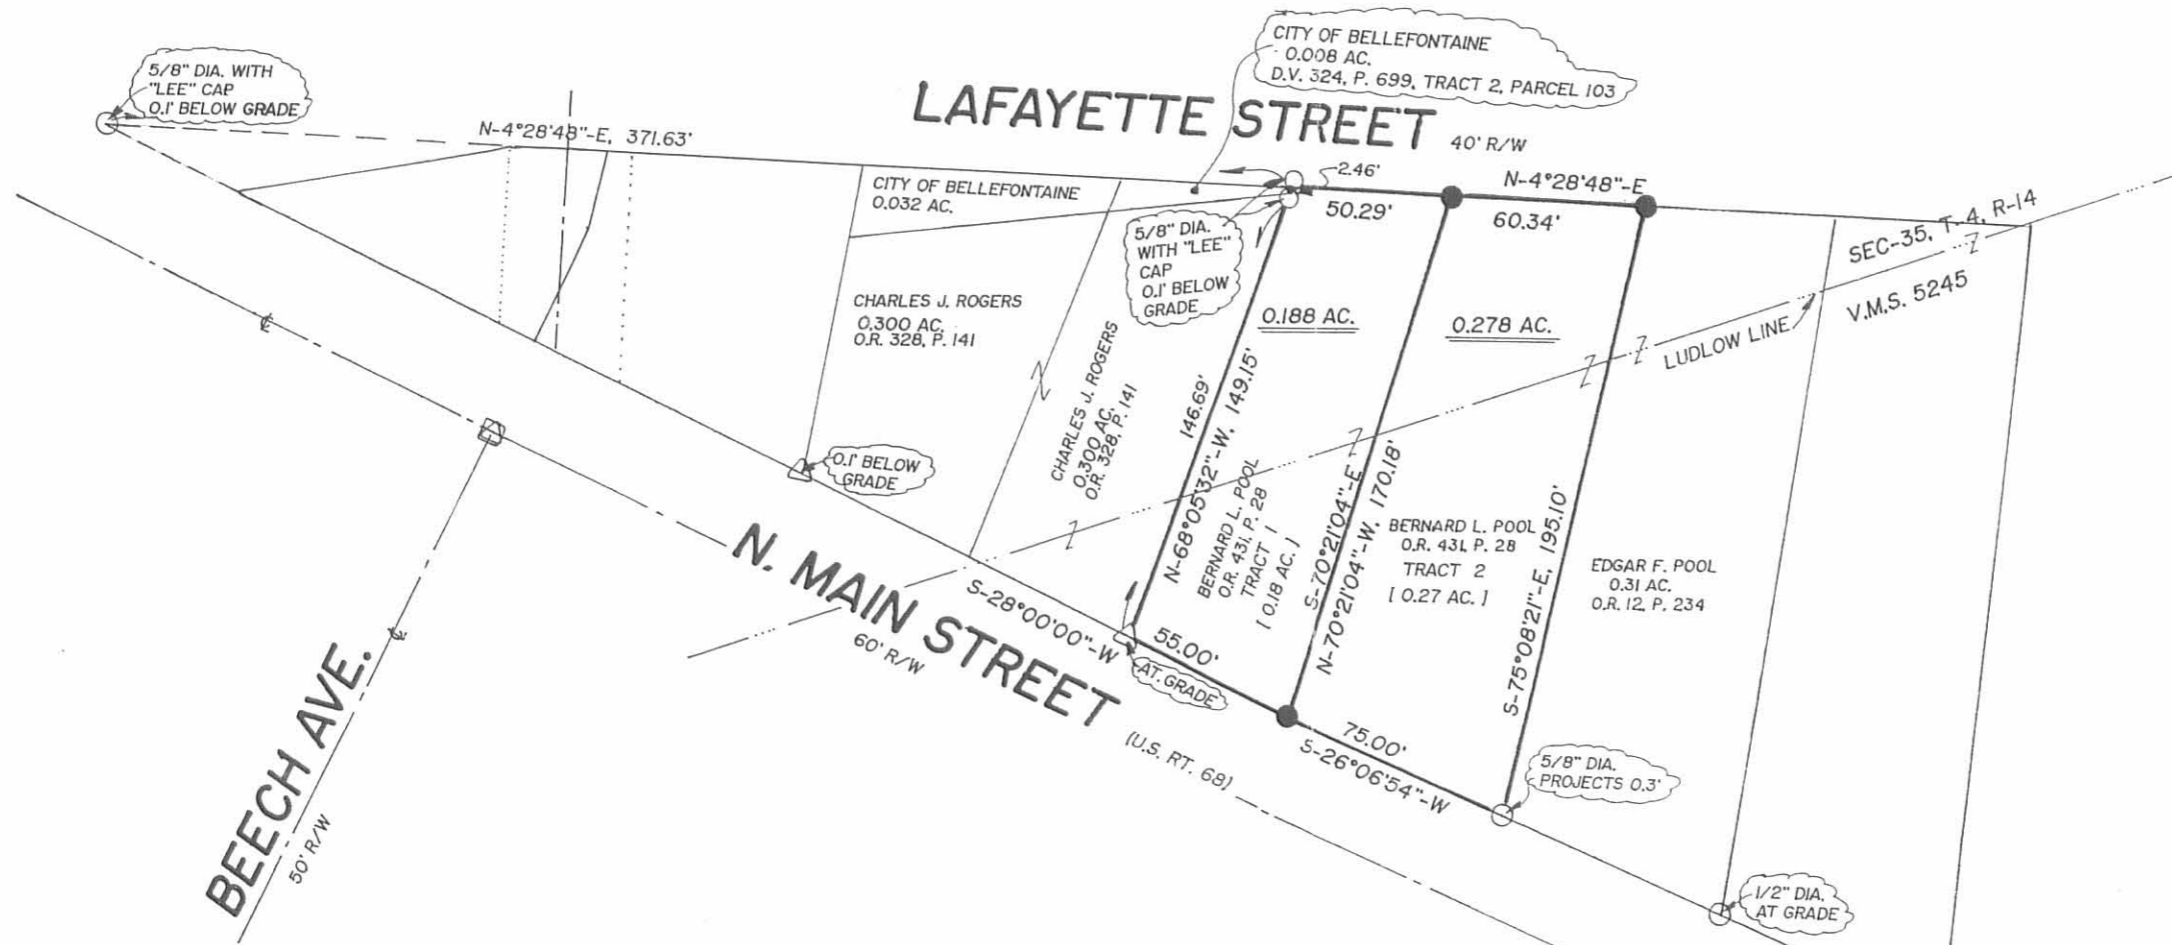 CITY OF BELLEFONTAINE
0.008 AC.
D.V. 324, P. 699, TRACT 2, PARCEL 103
5/8" DIA. WITH
"LEE" CAP
0.1' BELOW GRADE
LAFAYETTE STREET
40' R/W
N-4°28'48"-E, 371.63'
2.46'
N-4°28'48"-E
50.29'
60.34'
CITY OF BELLEFONTAINE
0.032 AC.
5/8" DIA.
WITH "LEE"
CAP
0.1' BELOW
GRADE
SEC-35, T-4, R-14
V.M.S. 5245
LUDLOW LINE
CHARLES J. ROGERS
0.300 AC.
O.R. 328, P. 141
CHARLES J. ROGERS
0.300 AC.
O.R. 328, P. 141
0.188 AC.
0.278 AC.
146.69'
N-68°05'32"-W, 149.15'
BERNARD L. POOL
O.R. 431, P. 28
TRACT 1
[ 0.18 AC. ]
S-70°21'04"-E
N-70°21'04"-W, 170.18'
BERNARD L. POOL
O.R. 431, P. 28
TRACT 2
[ 0.27 AC. ]
S-75°08'21"-E, 195.10'
EDGAR F. POOL
0.31 AC.
O.R. 12, P. 234
0.1' BELOW
GRADE
N. MAIN STREET
60' R/W
(U.S. RT. 68)
S-28°00'00"-W
55.00'
AT GRADE
75.00'
S-26°06'54"-W
5/8" DIA.
PROJECTS 0.3'
1/2" DIA.
AT GRADE
BEECH AVE.
50' R/W